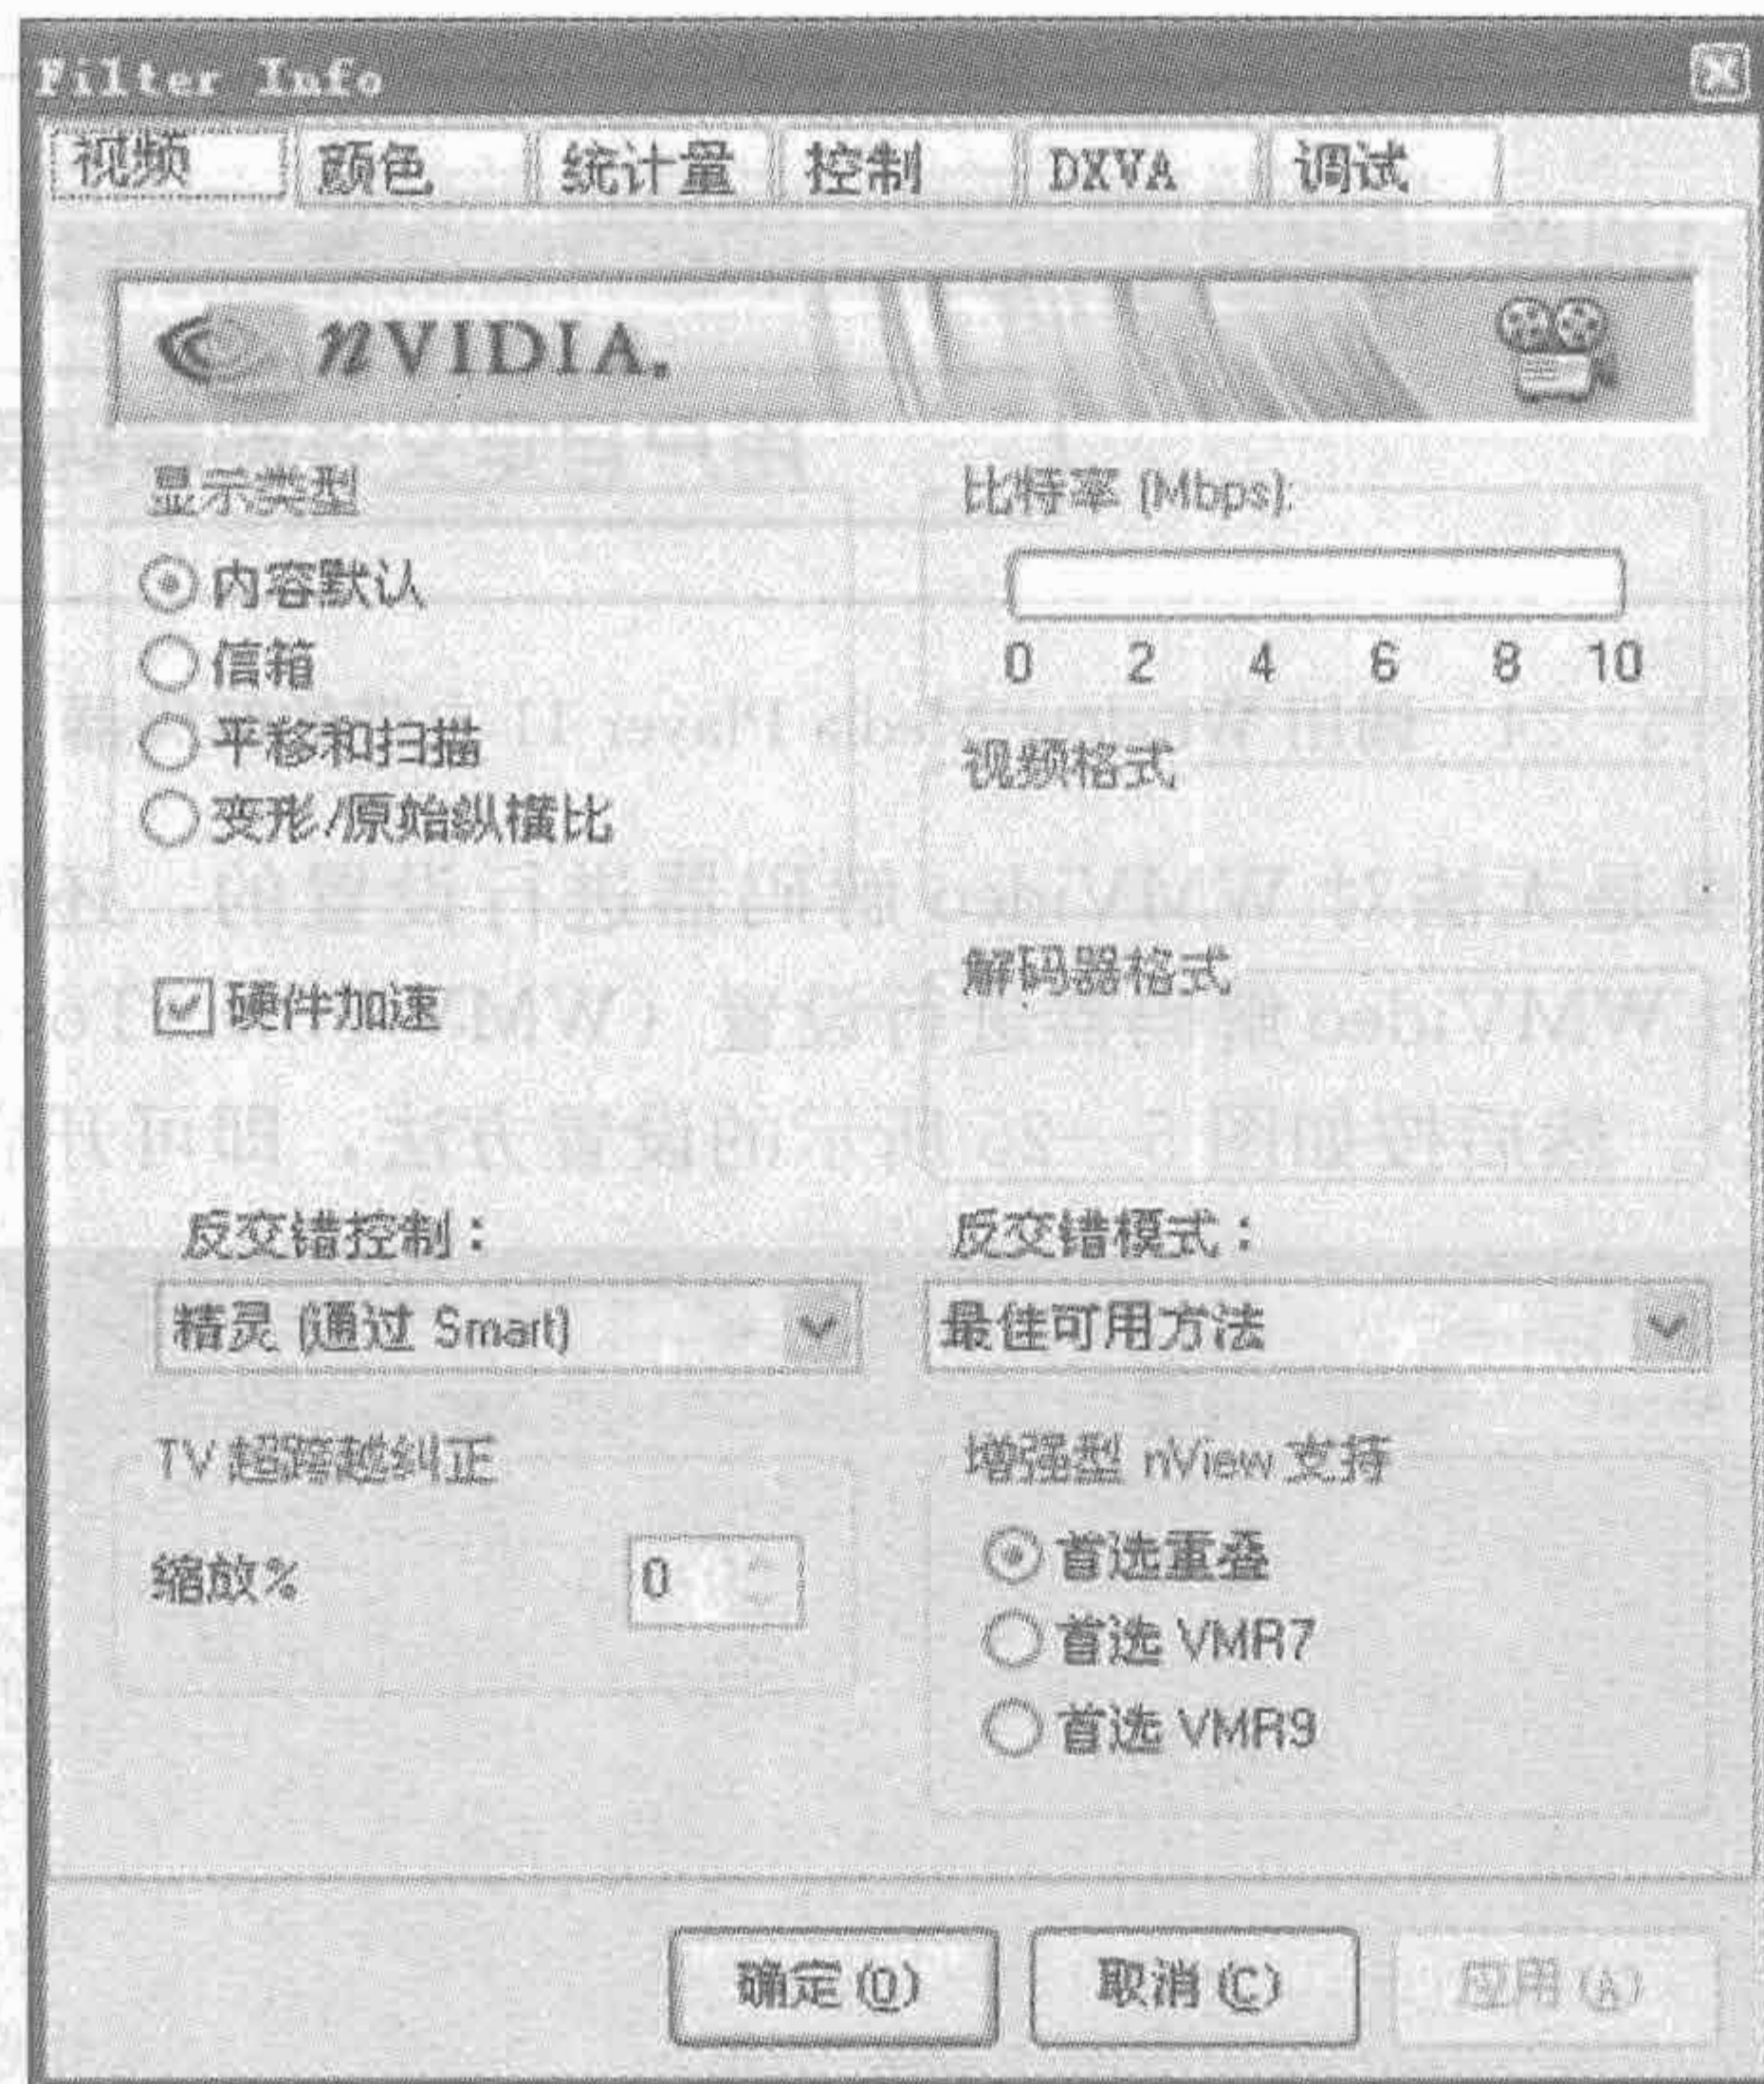 Filter Info
视频 颜色 统计量 控制 DXVA 调试
nVIDIA.
显示类型
内容默认
信箱
平移和扫描
变形/原始纵横比
硬件加速
比特率 (Mbps):
0 2 4 6 8 10
视频格式
解码器格式
反交错控制：
精灵 (通过 Smart)
反交错模式：
最佳可用方法
TV 超跨越纠正
缩放% 0
增强型 nView 支持
首选重叠
首选 VMR7
首选 VMR9
确定(O) 取消(C) 应用(A)